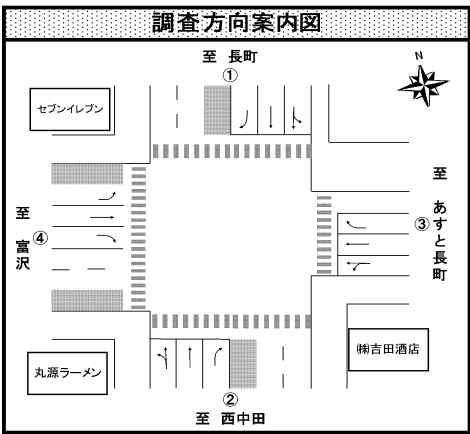 調査方向案内図
至 長町
①
N
セブンイレブン
至 あすと長町
③
至 富沢
④
丸源ラーメン
㈱吉田酒店
②
至 西中田